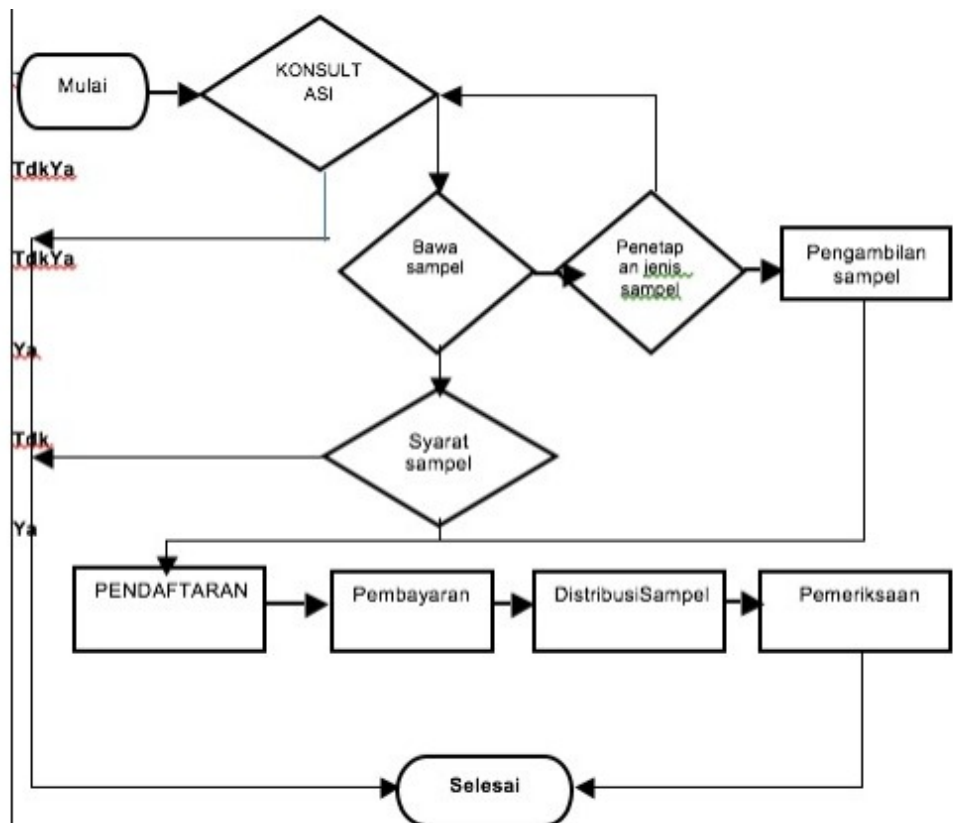 Mulai
KONSULT
ASI
TdkYa
TdkYa
Bawa
sampel
Penetap
an jenis
sampel
Pengambilan
sampel
Ya
Tdk
Syarat
sampel
Ya
PENDAFTARAN
Pembayaran
DistribusiSampel
Pemeriksaan
Selesai